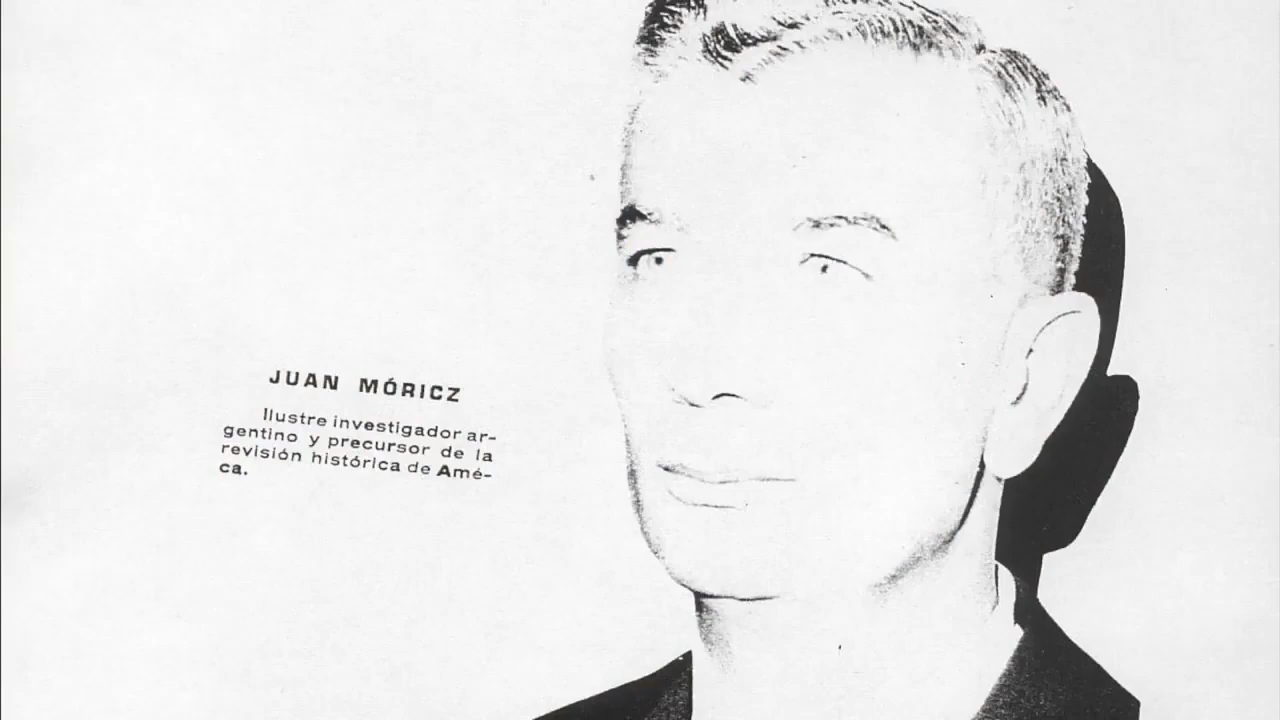 JUAN MÓRICZ
Ilustre investigador ar-
gentino y precursor de la
revisión histórica de Amé-
ca.